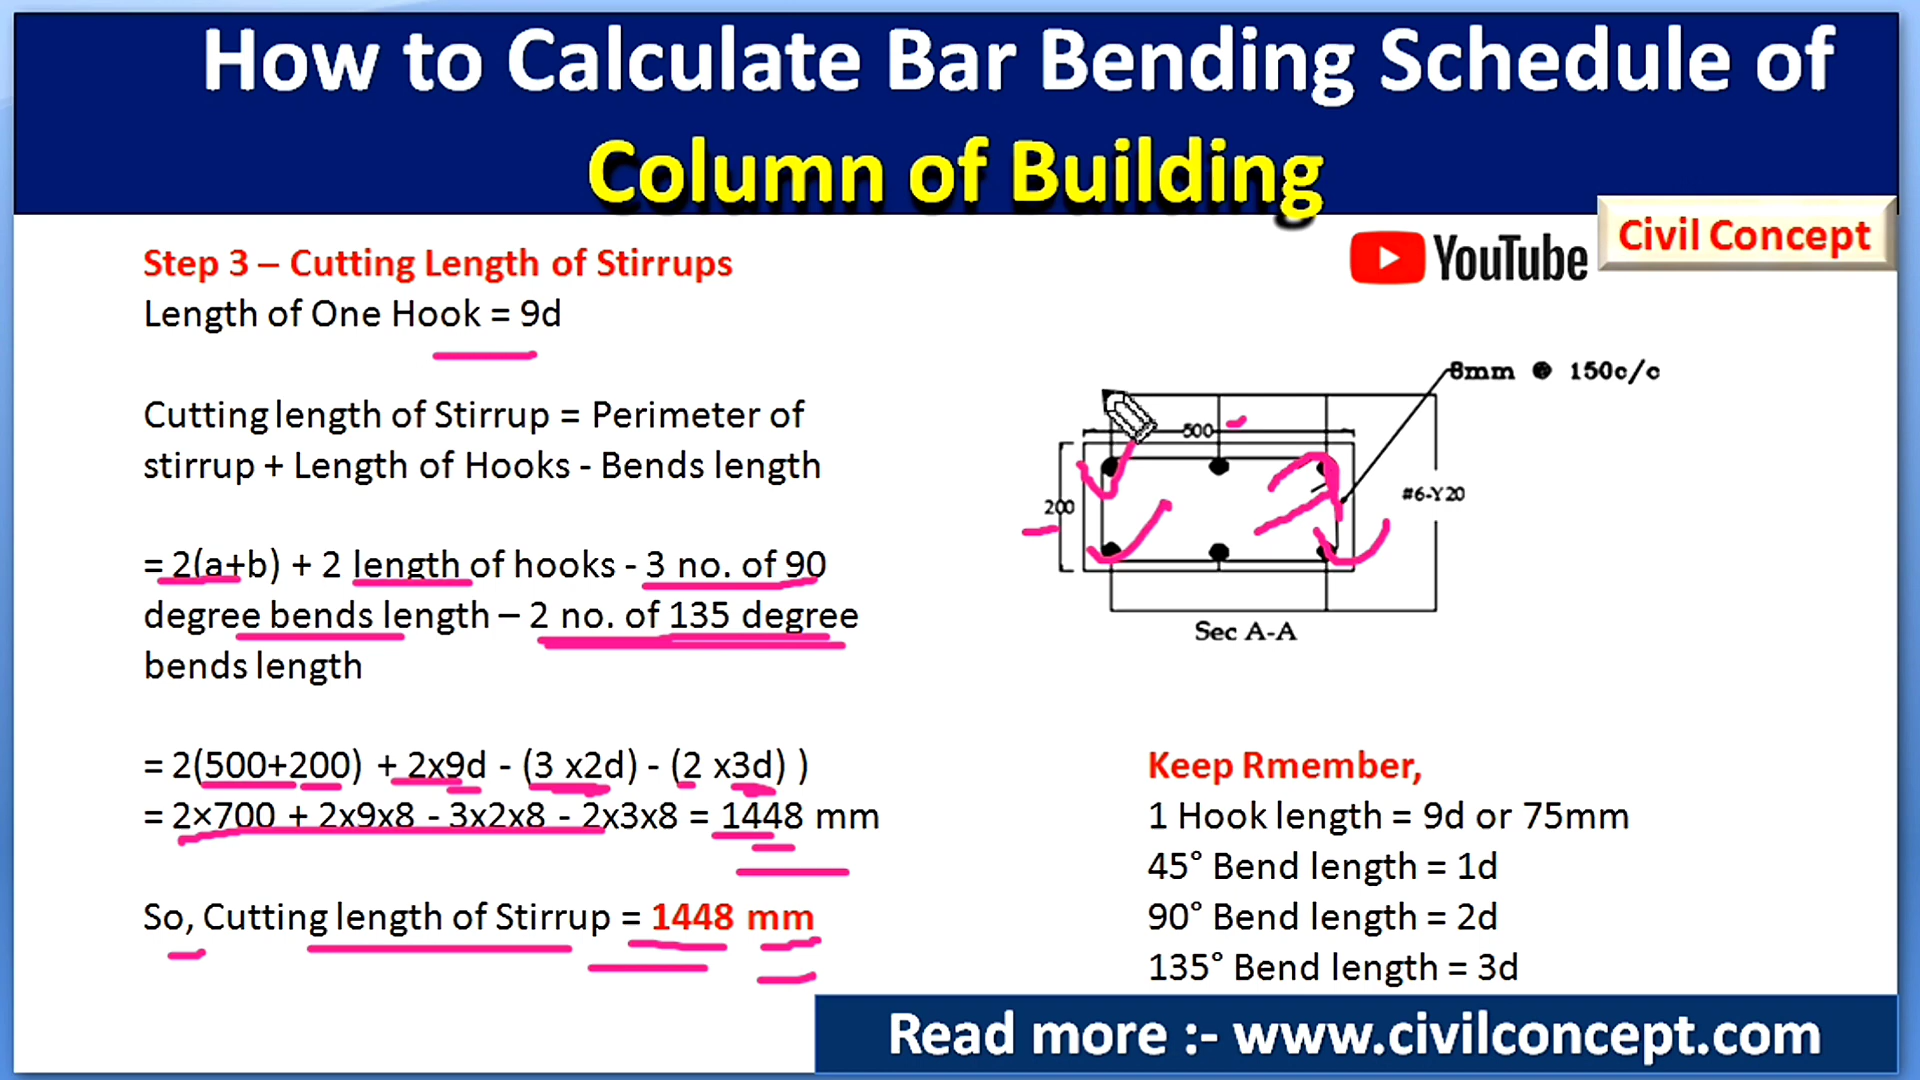 How to Calculate Bar Bending Schedule of
Column of Building
YouTube
Civil Concept
Step 3 – Cutting Length of Stirrups
Length of One Hook = 9d
Cutting length of Stirrup = Perimeter of
stirrup + Length of Hooks - Bends length
= 2(a+b) + 2 length of hooks - 3 no. of 90
degree bends length – 2 no. of 135 degree
bends length
= 2(500+200) + 2x9d - (3 x2d) - (2 x3d) )
= 2×700 + 2x9x8 - 3x2x8 - 2x3x8 = 1448 mm
So, Cutting length of Stirrup = 1448 mm
8mm @ 150c/c
500
200
#6-Y20
Sec A-A
Keep Rmember,
1 Hook length = 9d or 75mm
45° Bend length = 1d
90° Bend length = 2d
135° Bend length = 3d
Read more :- www.civilconcept.com